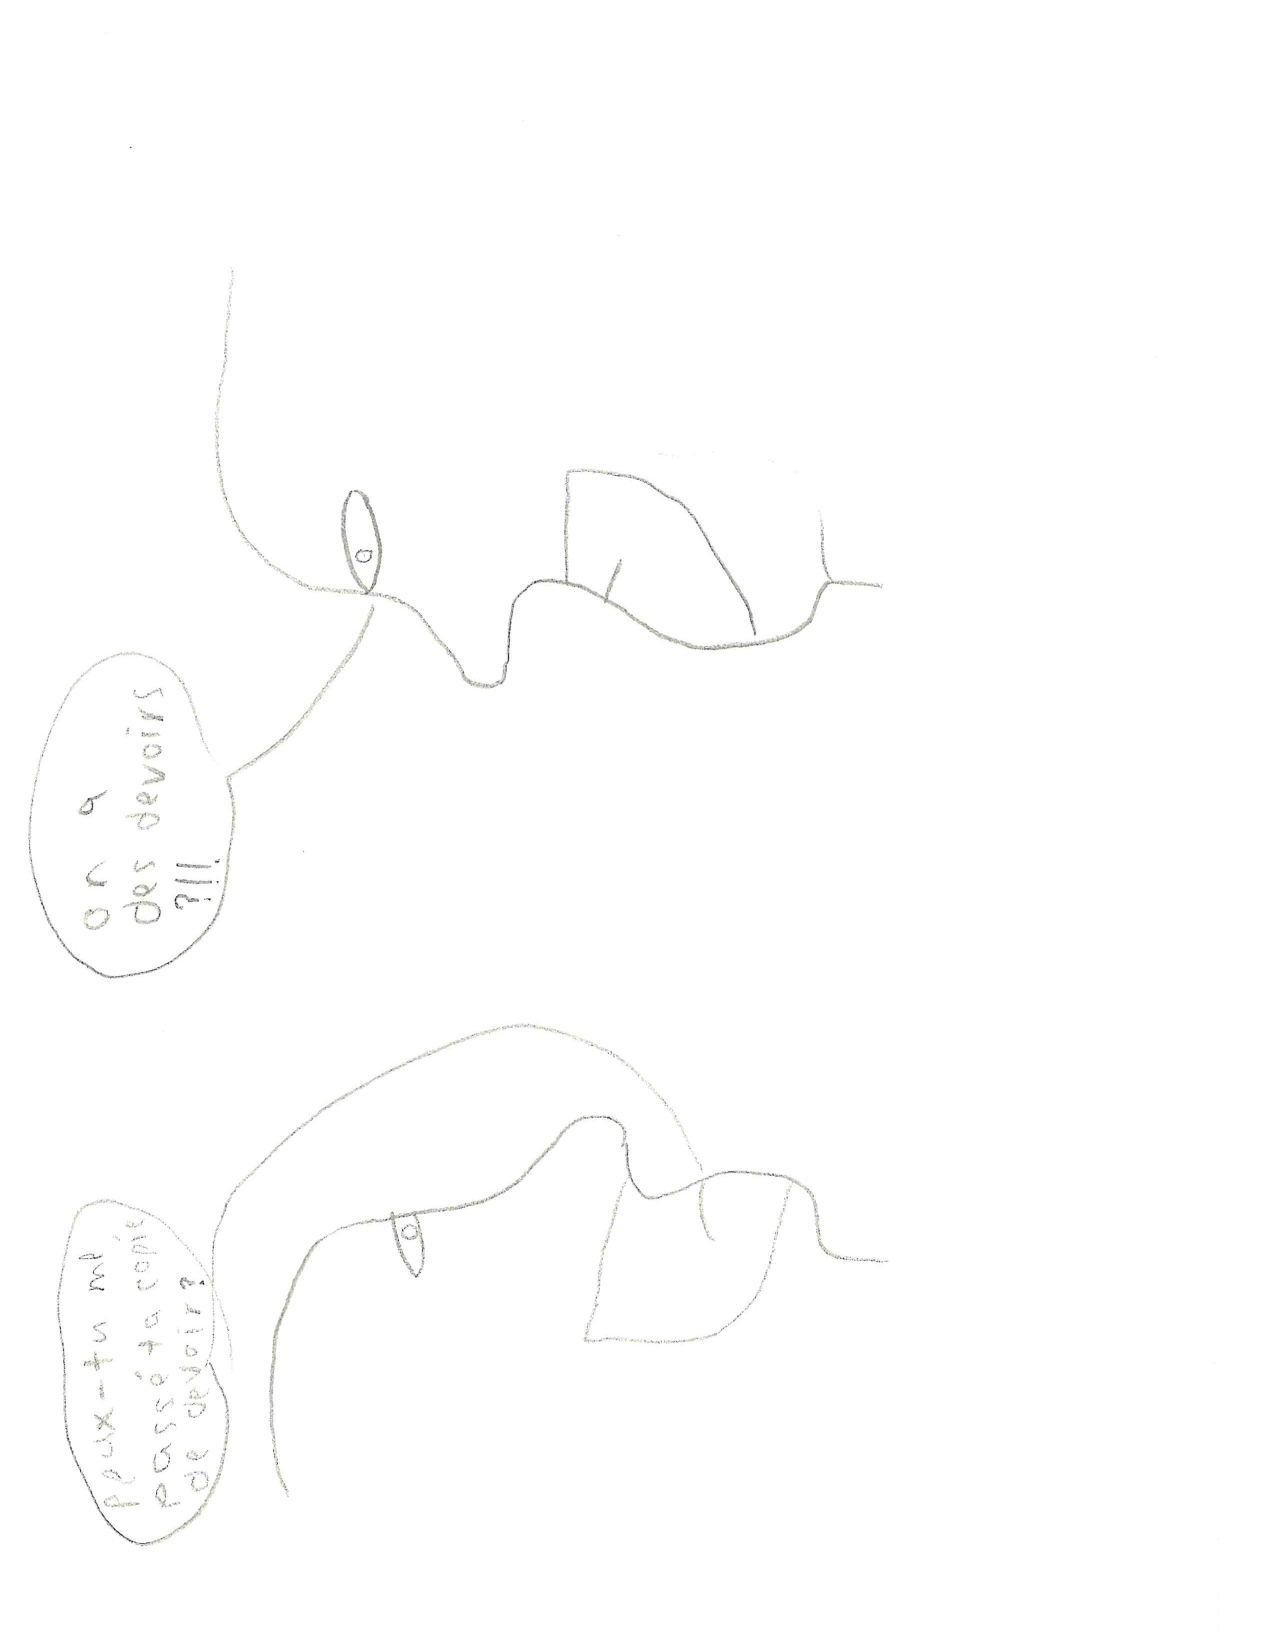 peux-tu me
passé ta copie
de devoir?
on a
des devoirs
?!!